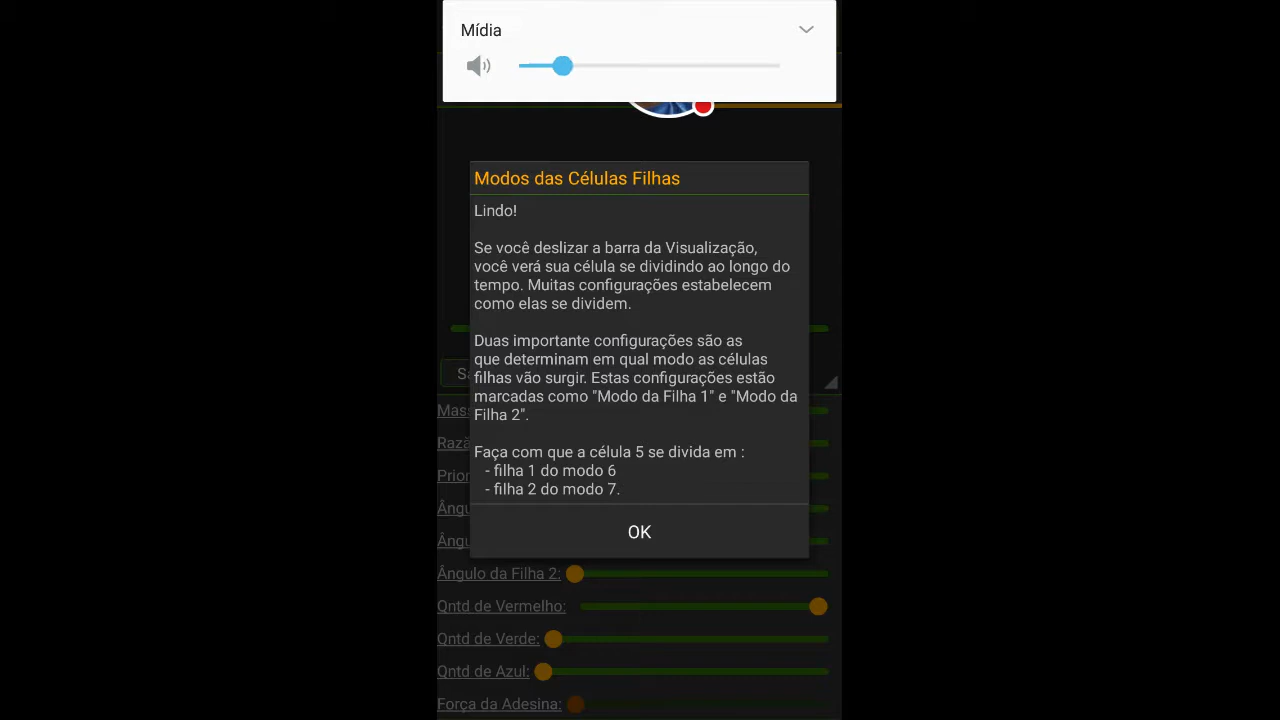 Mídia
Modos das Células Filhas
Lindo!
Se você deslizar a barra da Visualização,
você verá sua célula se dividindo ao longo do
tempo. Muitas configurações estabelecem
como elas se dividem.
Duas importante configurações são as
que determinam em qual modo as células
filhas vão surgir. Estas configurações estão
marcadas como "Modo da Filha 1" e "Modo da
Filha 2".
Faça com que a célula 5 se divida em :
- filha 1 do modo 6
- filha 2 do modo 7.
OK
Ângulo da Filha 2:
Qntd de Vermelho:
Qntd de Verde:
Qntd de Azul:
Força da Adesina: